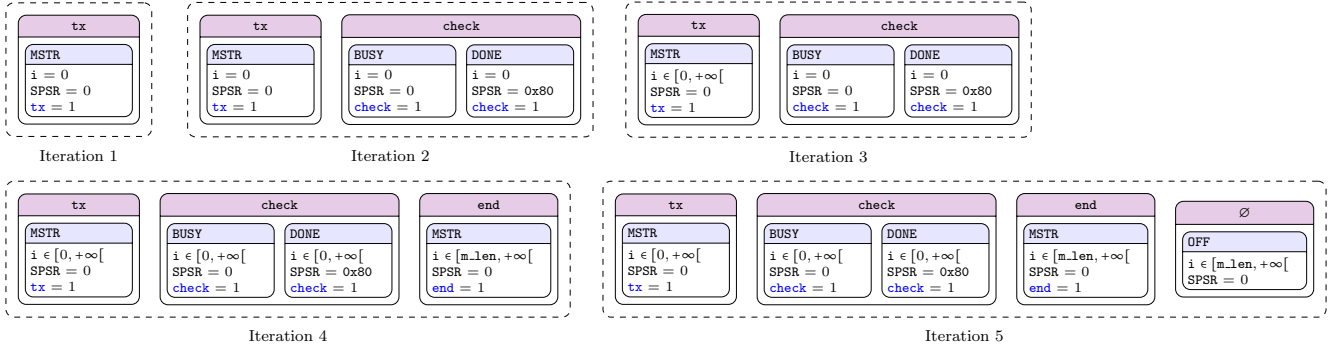 tx
MSTR
i = 0
SPSR = 0
tx = 1
Iteration 1
tx
MSTR
i = 0
SPSR = 0
tx = 1
check
BUSY
i = 0
SPSR = 0
check = 1
DONE
i = 0
SPSR = 0x80
check = 1
Iteration 2
tx
MSTR
i ∈ [0, +∞[
SPSR = 0
tx = 1
check
BUSY
i = 0
SPSR = 0
check = 1
DONE
i = 0
SPSR = 0x80
check = 1
Iteration 3
tx
MSTR
i ∈ [0, +∞[
SPSR = 0
tx = 1
check
BUSY
i ∈ [0, +∞[
SPSR = 0
check = 1
DONE
i ∈ [0, +∞[
SPSR = 0x80
check = 1
end
MSTR
i ∈ [m_len, +∞[
SPSR = 0
end = 1
Iteration 4
tx
MSTR
i ∈ [0, +∞[
SPSR = 0
tx = 1
check
BUSY
i ∈ [0, +∞[
SPSR = 0
check = 1
DONE
i ∈ [0, +∞[
SPSR = 0x80
check = 1
end
MSTR
i ∈ [m_len, +∞[
SPSR = 0
end = 1
∅
OFF
i ∈ [m_len, +∞[
SPSR = 0
Iteration 5